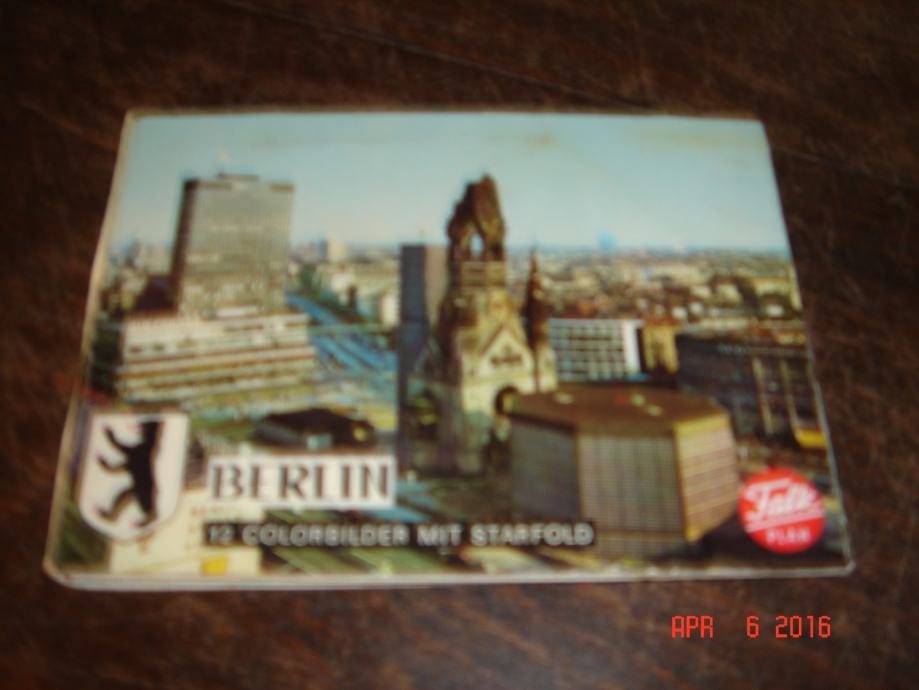 BERLIN
12 COLORBILDER MIT STARFOLD
Falk
PLAN
APR 6 2016